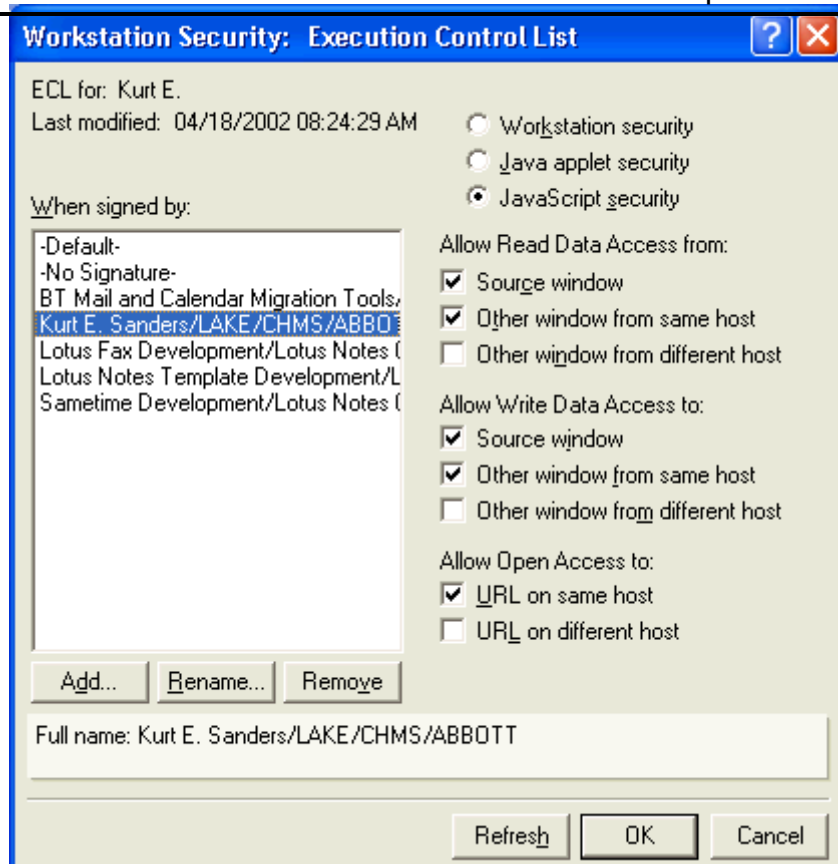 Workstation Security: Execution Control List
ECL for: Kurt E.
Last modified: 04/18/2002 08:24:29 AM
Workstation security
Java applet security
JavaScript security
When signed by:
-Default-
-No Signature-
BT Mail and Calendar Migration Tools/
Kurt E. Sanders/LAKE/CHMS/ABBO
Lotus Fax Development/Lotus Notes (
Lotus Notes Template Development/L
Sametime Development/Lotus Notes (
Allow Read Data Access from:
Source window
Other window from same host
Other window from different host
Allow Write Data Access to:
Source window
Other window from same host
Other window from different host
Allow Open Access to:
URL on same host
URL on different host
Add... Rename... Remove
Full name: Kurt E. Sanders/LAKE/CHMS/ABBOTT
Refresh OK Cancel